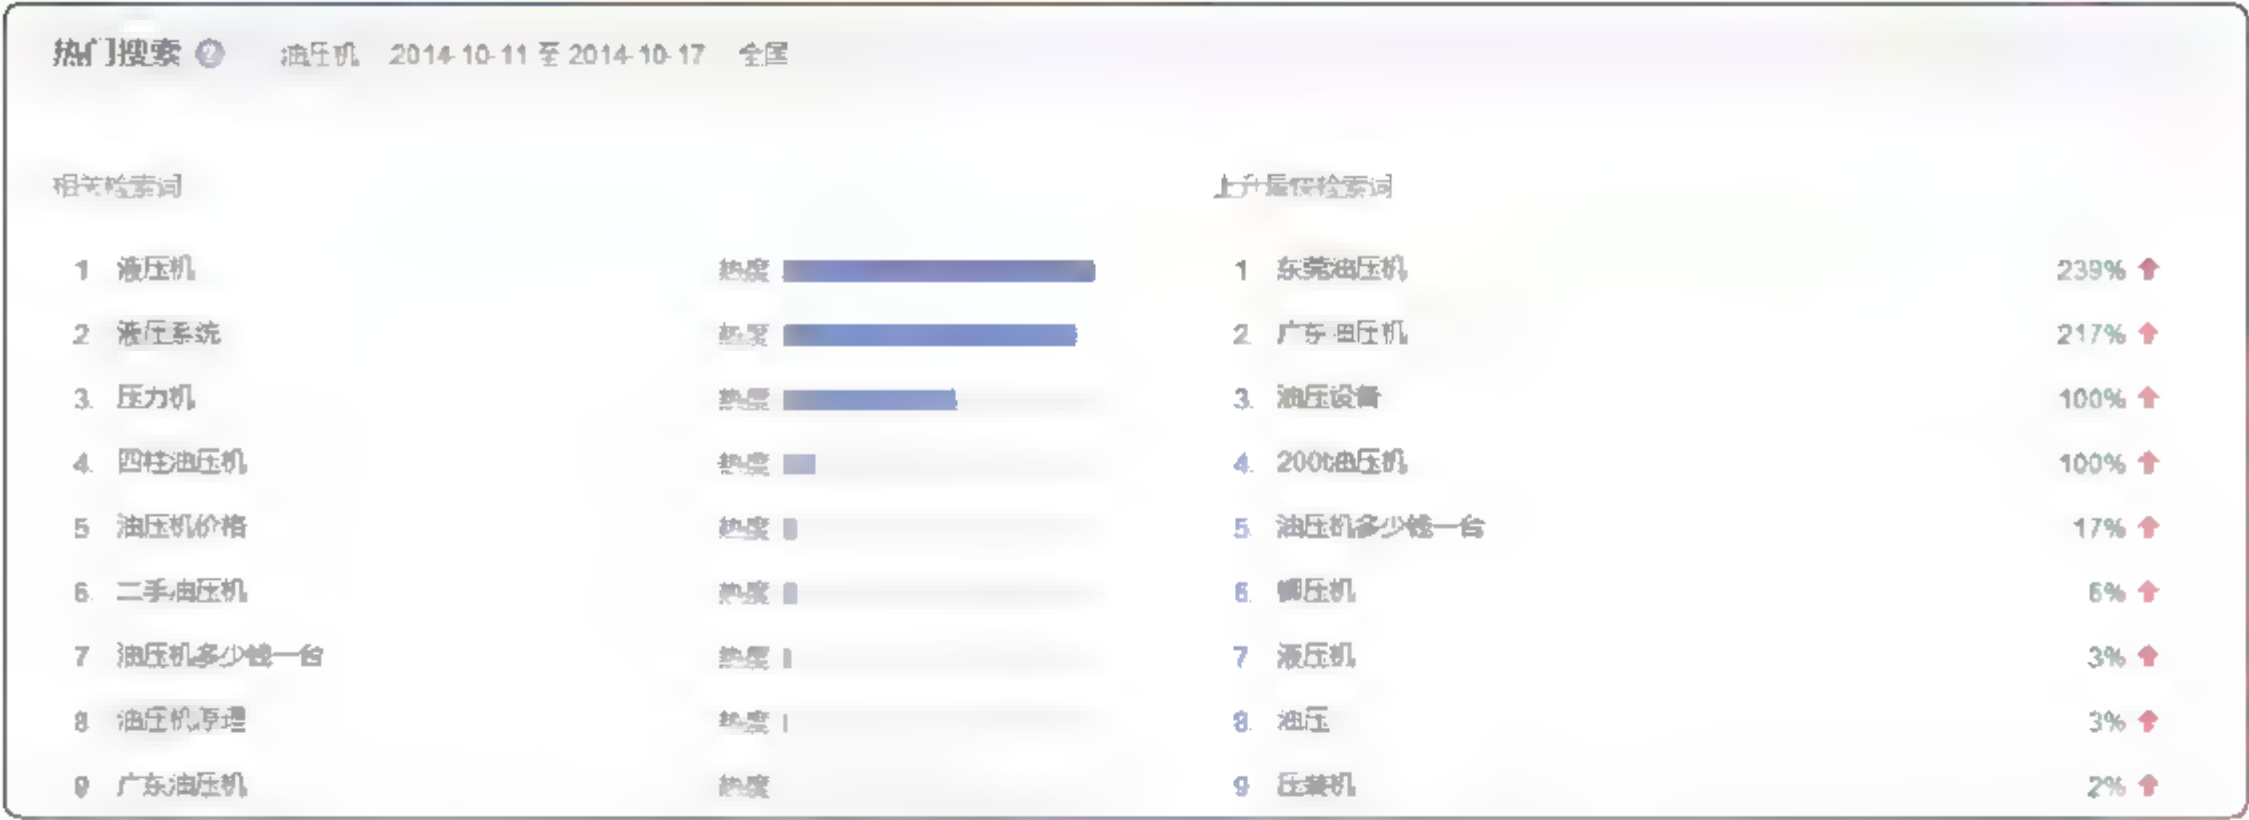 热门搜索 ? 油压机 2014-10-11 至 2014-10-17 全国
相关检索词
1 液压机 热度
2 液压系统 热度
3. 压力机 热度
4. 四柱油压机 热度
5 油压机价格 热度
6. 二手油压机 热度
7 油压机多少钱一台 热度
8 油压机原理 热度
9 广东油压机 热度
上升最快检索词
1 东莞油压机 239%
2. 广东油压机 217%
3. 油压设备 100%
4. 200t油压机 100%
5. 油压机多少钱一台 17%
6. 压机 6%
7 液压机 3%
8. 油压 3%
9 压装机 2%